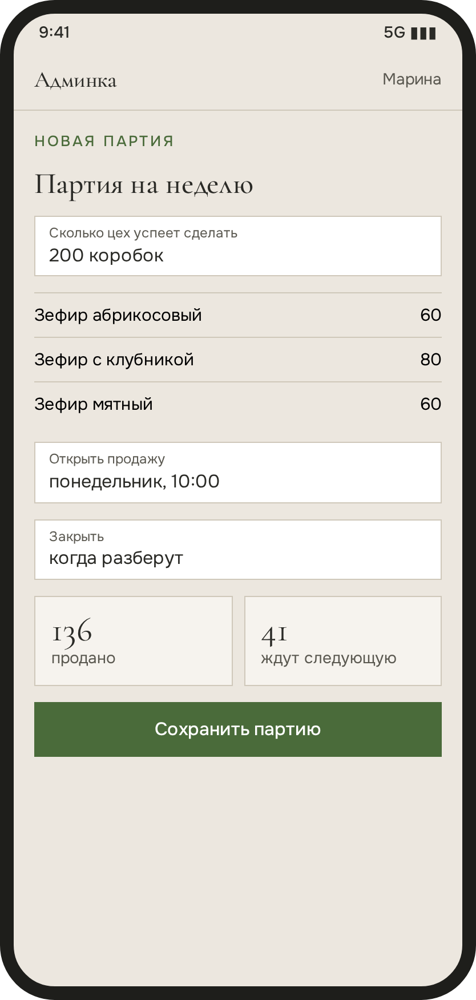 9:41 5G
Админка Марина
НОВАЯ ПАРТИЯ
Партия на неделю
Сколько цех успеет сделать
200 коробок
Зефир абрикосовый 60
Зефир с клубникой 80
Зефир мятный 60
Открыть продажу
понедельник, 10:00
Закрыть
когда разберут
136 41
продано ждут следующую
Сохранить партию